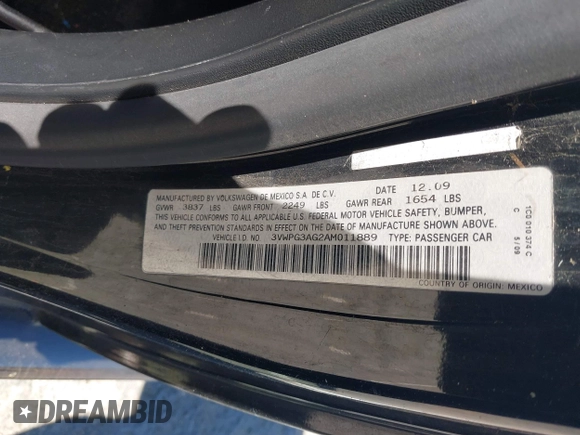 MANUFACTURED BY VOLKSWAGEN DE MEXICO S.A. DE C.V. DATE 12.09
GVWR 3837 LBS GAWR FRONT 2249 LBS GAWR REAR 1654 LBS
THIS VEHICLE CONFORMS TO ALL APPLICABLE U.S. FEDERAL MOTOR VEHICLE SAFETY, BUMPER,
AND THEFT PREVENTION STANDARDS IN EFFECT ON THE DATE OF MANUFACTURE SHOWN ABOVE.
VEHICLE I.D. NO. 3VWPG3AG2AM011889 TYPE: PASSENGER CAR
COUNTRY OF ORIGIN: MEXICO
1C0 010 374 C
C 5/09
DREAMBID